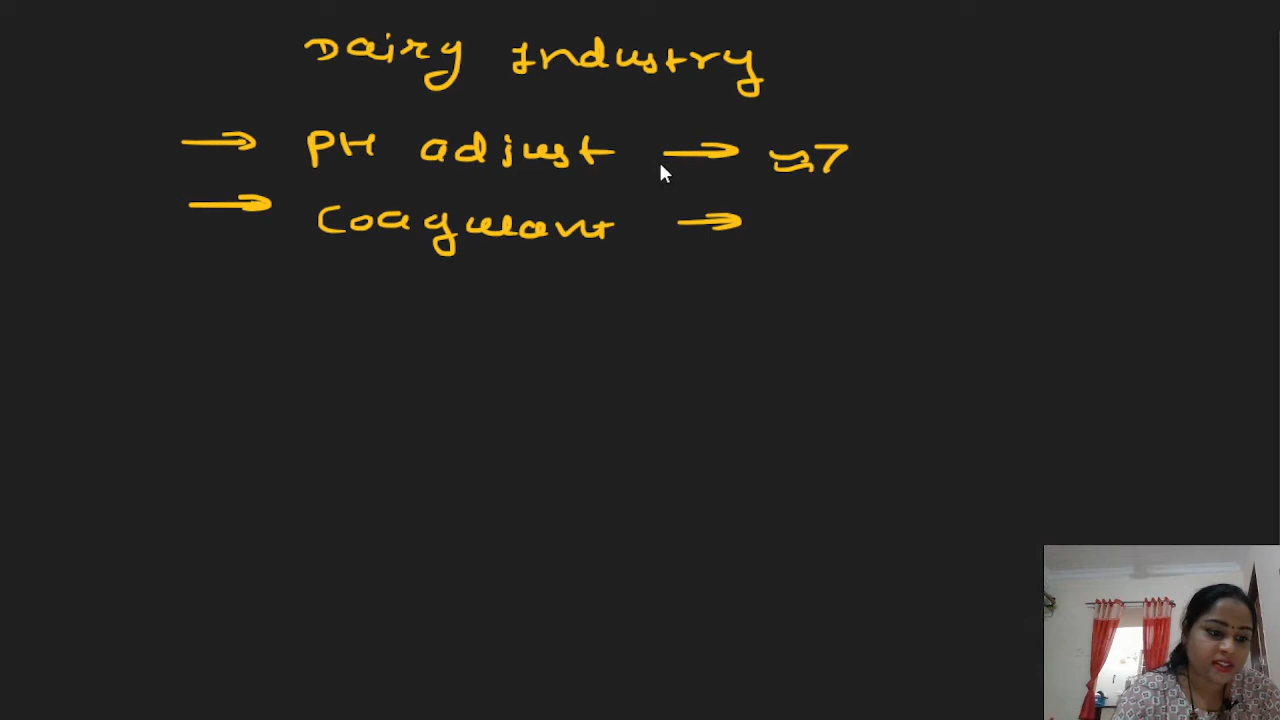 Dairy Industry
→ PH adjust → ≈7
→ Coagulant →